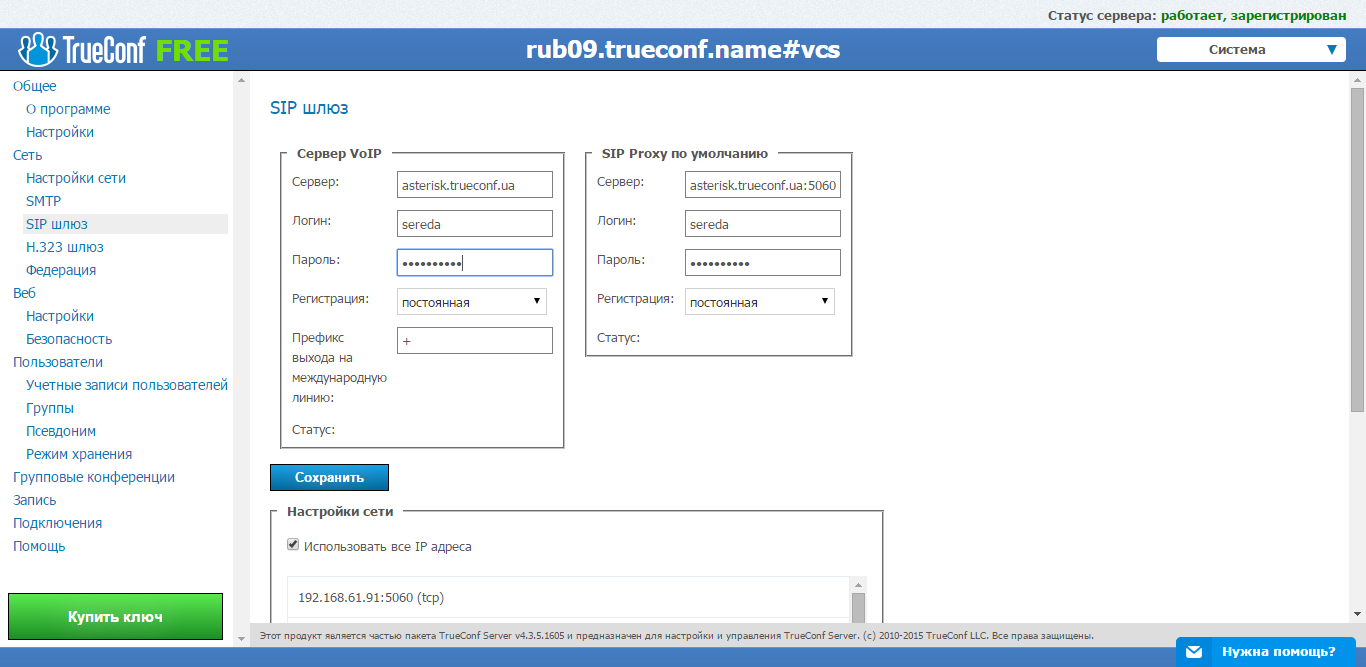 Статус сервера: работает, зарегистрирован
TrueConf FREE
rub09.trueconf.name#vcs
Система
Общее
О программе
Настройки
Сеть
Настройки сети
SMTP
SIP шлюз
H.323 шлюз
Федерация
Веб
Настройки
Безопасность
Пользователи
Учетные записи пользователей
Группы
Псевдоним
Режим хранения
Групповые конференции
Запись
Подключения
Помощь
Купить ключ
SIP шлюз
Сервер VoIP
Сервер: asterisk.trueconf.ua
Логин: sereda
Пароль: ••••••••••
Регистрация: постоянная
Префикс +
выхода на
международную
линию:
Статус:
SIP Proxy по умолчанию
Сервер: asterisk.trueconf.ua:5060
Логин: sereda
Пароль: ••••••••••
Регистрация: постоянная
Статус:
Сохранить
Настройки сети
Использовать все IP адреса
192.168.61.91:5060 (tcp)
Этот продукт является частью пакета TrueConf Server v4.3.5.1605 и предназначен для настройки и управления TrueConf Server. (c) 2010-2015 TrueConf LLC. Все права защищены.
Нужна помощь?